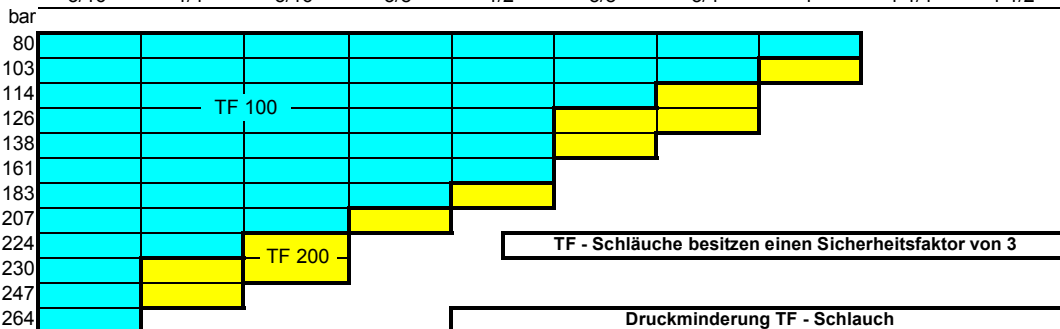 bar
80
103
114
TF 100
126
138
161
183
207
224
TF - Schläuche besitzen einen Sicherheitsfaktor von 3
TF 200
230
247
264
Druckminderung TF - Schlauch